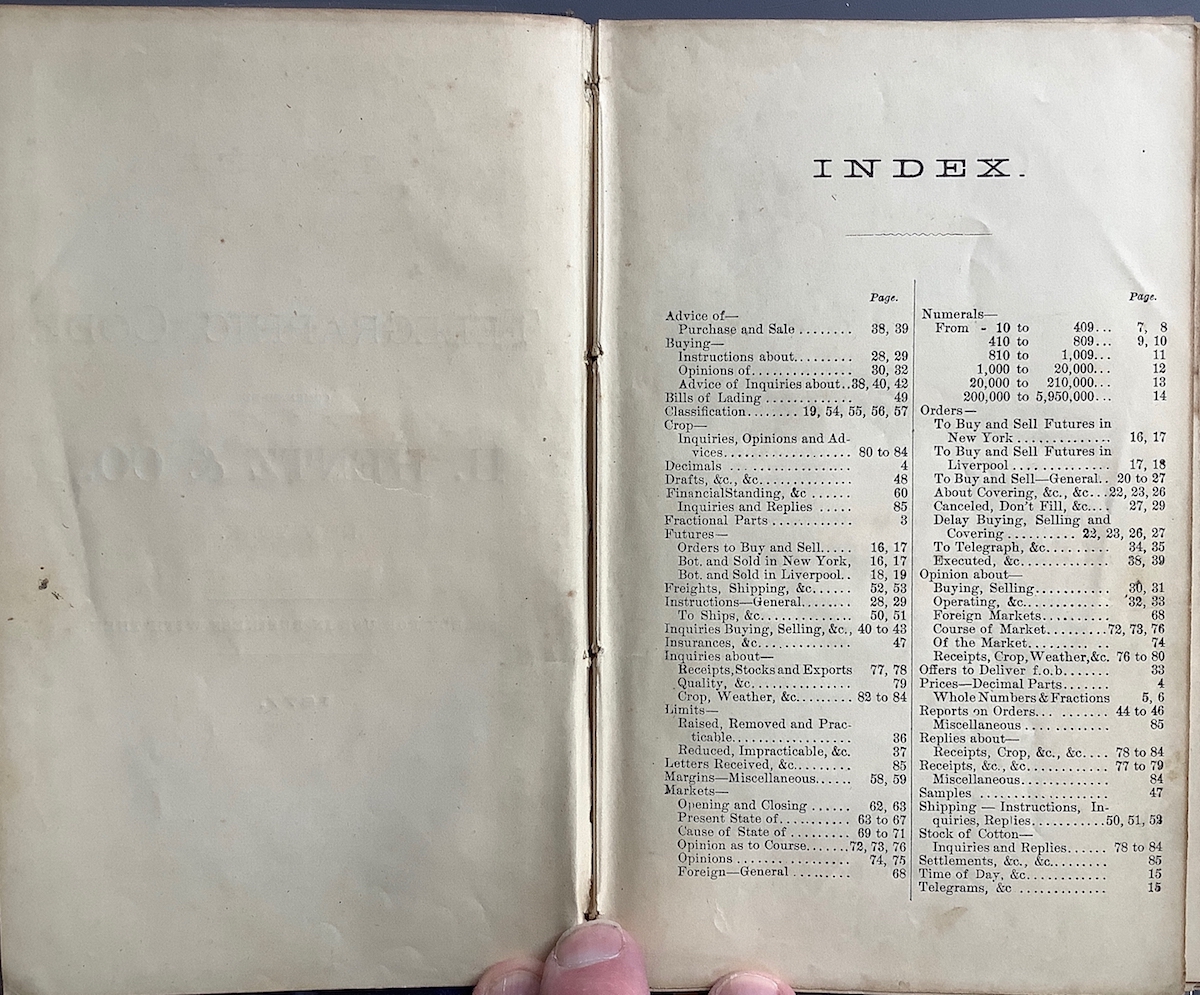 INDEX.
Page.
Advice of—
Purchase and Sale ........ 38, 39
Buying—
Instructions about......... 28, 29
Opinions of............... 30, 32
Advice of Inquiries about..38, 40, 42
Bills of Lading ............. 49
Classification........ 19, 54, 55, 56, 57
Crop—
Inquiries, Opinions and Ad-
vices................... 80 to 84
Decimals .................. 4
Drafts, &c., &c.............. 48
FinancialStanding, &c ...... 60
Inquiries and Replies ..... 85
Fractional Parts ............ 3
Futures—
Orders to Buy and Sell..... 16, 17
Bot. and Sold in New York, 16, 17
Bot. and Sold in Liverpool.. 18, 19
Freights, Shipping, &c...... 52, 53
Instructions—General........ 28, 29
To Ships, &c............. 50, 51
Inquiries Buying, Selling, &c., 40 to 43
Insurances, &c.............. 47
Inquiries about—
Receipts,Stocks and Exports 77, 78
Quality, &c............... 79
Crop, Weather, &c......... 82 to 84
Limits—
Raised, Removed and Prac-
ticable.................. 36
Reduced, Impracticable, &c. 37
Letters Received, &c........ 85
Margins—Miscellaneous...... 58, 59
Markets—
Opening and Closing ...... 62, 63
Present State of........... 63 to 67
Cause of State of ......... 69 to 71
Opinion as to Course.......72, 73, 76
Opinions ................. 74, 75
Foreign—General ......... 68
Page.
Numerals—
From - 10 to 409... 7, 8
410 to 809... 9, 10
810 to 1,009... 11
1,000 to 20,000... 12
20,000 to 210,000... 13
200,000 to 5,950,000... 14
Orders—
To Buy and Sell Futures in
New York .............. 16, 17
To Buy and Sell Futures in
Liverpool .............. 17, 18
To Buy and Sell—General.. 20 to 27
About Covering, &c., &c...22, 23, 26
Canceled, Don't Fill, &c.... 27, 29
Delay Buying, Selling and
Covering .......... 22, 23, 26, 27
To Telegraph, &c......... 34, 35
Executed, &c............. 38, 39
Opinion about—
Buying, Selling........... 30, 31
Operating, &c............ 32, 33
Foreign Markets.......... 68
Course of Market.........72, 73, 76
Of the Market......... .. 74
Receipts, Crop, Weather,&c. 76 to 80
Offers to Deliver f.o.b....... 33
Prices—Decimal Parts....... 4
Whole Numbers & Fractions 5, 6
Reports on Orders... ....... 44 to 46
Miscellaneous ............ 85
Replies about—
Receipts, Crop, &c., &c.... 78 to 84
Receipts, &c., &c............ 77 to 79
Miscellaneous............. 84
Samples ................... 47
Shipping — Instructions, In-
quiries, Replies...........50, 51, 52
Stock of Cotton—
Inquiries and Replies...... 78 to 84
Settlements, &c., &c......... 85
Time of Day, &c............ 15
Telegrams, &c ............. 15